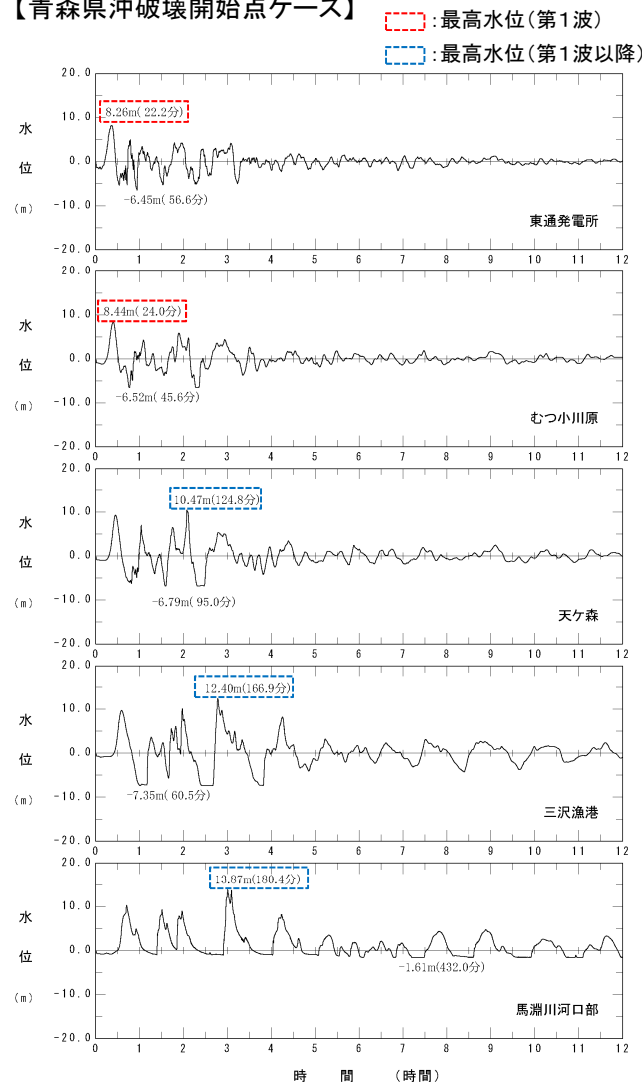 【青森県沖破壊開始点ケース】
：最高水位（第１波）
：最高水位（第１波以降）
20.0
10.0
0.0
-10.0
-20.0
水
位
(m)
8.26m( 22.2分)
-6.45m( 56.6分)
東通発電所
0 1 2 3 4 5 6 7 8 9 10 11 12
20.0
10.0
0.0
-10.0
-20.0
水
位
(m)
8.44m( 24.0分)
-6.52m( 45.6分)
むつ小川原
0 1 2 3 4 5 6 7 8 9 10 11 12
20.0
10.0
0.0
-10.0
-20.0
水
位
(m)
10.47m(124.8分)
-6.79m( 95.0分)
天ケ森
0 1 2 3 4 5 6 7 8 9 10 11 12
20.0
10.0
0.0
-10.0
-20.0
水
位
(m)
12.40m(166.9分)
-7.35m( 60.5分)
三沢漁港
0 1 2 3 4 5 6 7 8 9 10 11 12
20.0
10.0
0.0
-10.0
-20.0
水
位
(m)
13.87m(180.4分)
-1.61m(432.0分)
馬淵川河口部
0 1 2 3 4 5 6 7 8 9 10 11 12
時 間 (時間)